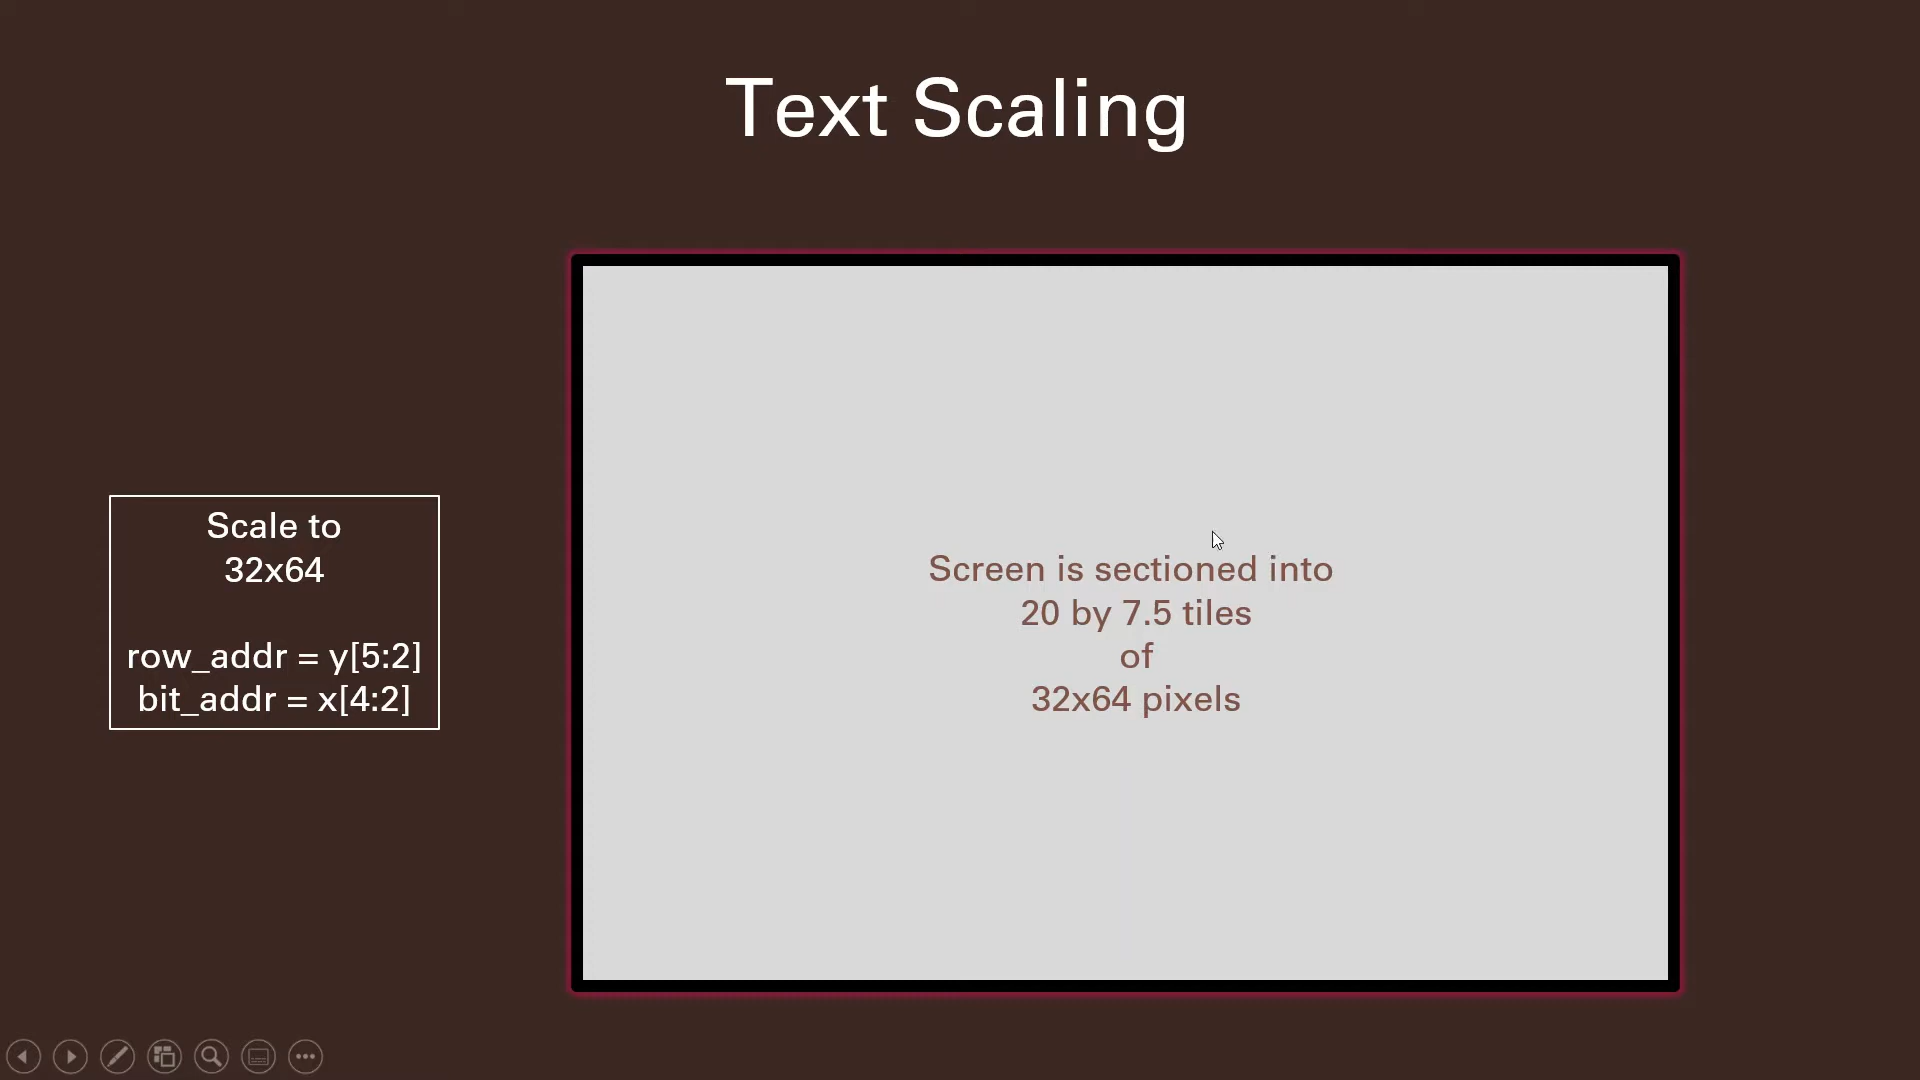 Text Scaling
Scale to
32x64
row_addr = y[5:2]
bit_addr = x[4:2]
Screen is sectioned into
20 by 7.5 tiles
of
32x64 pixels